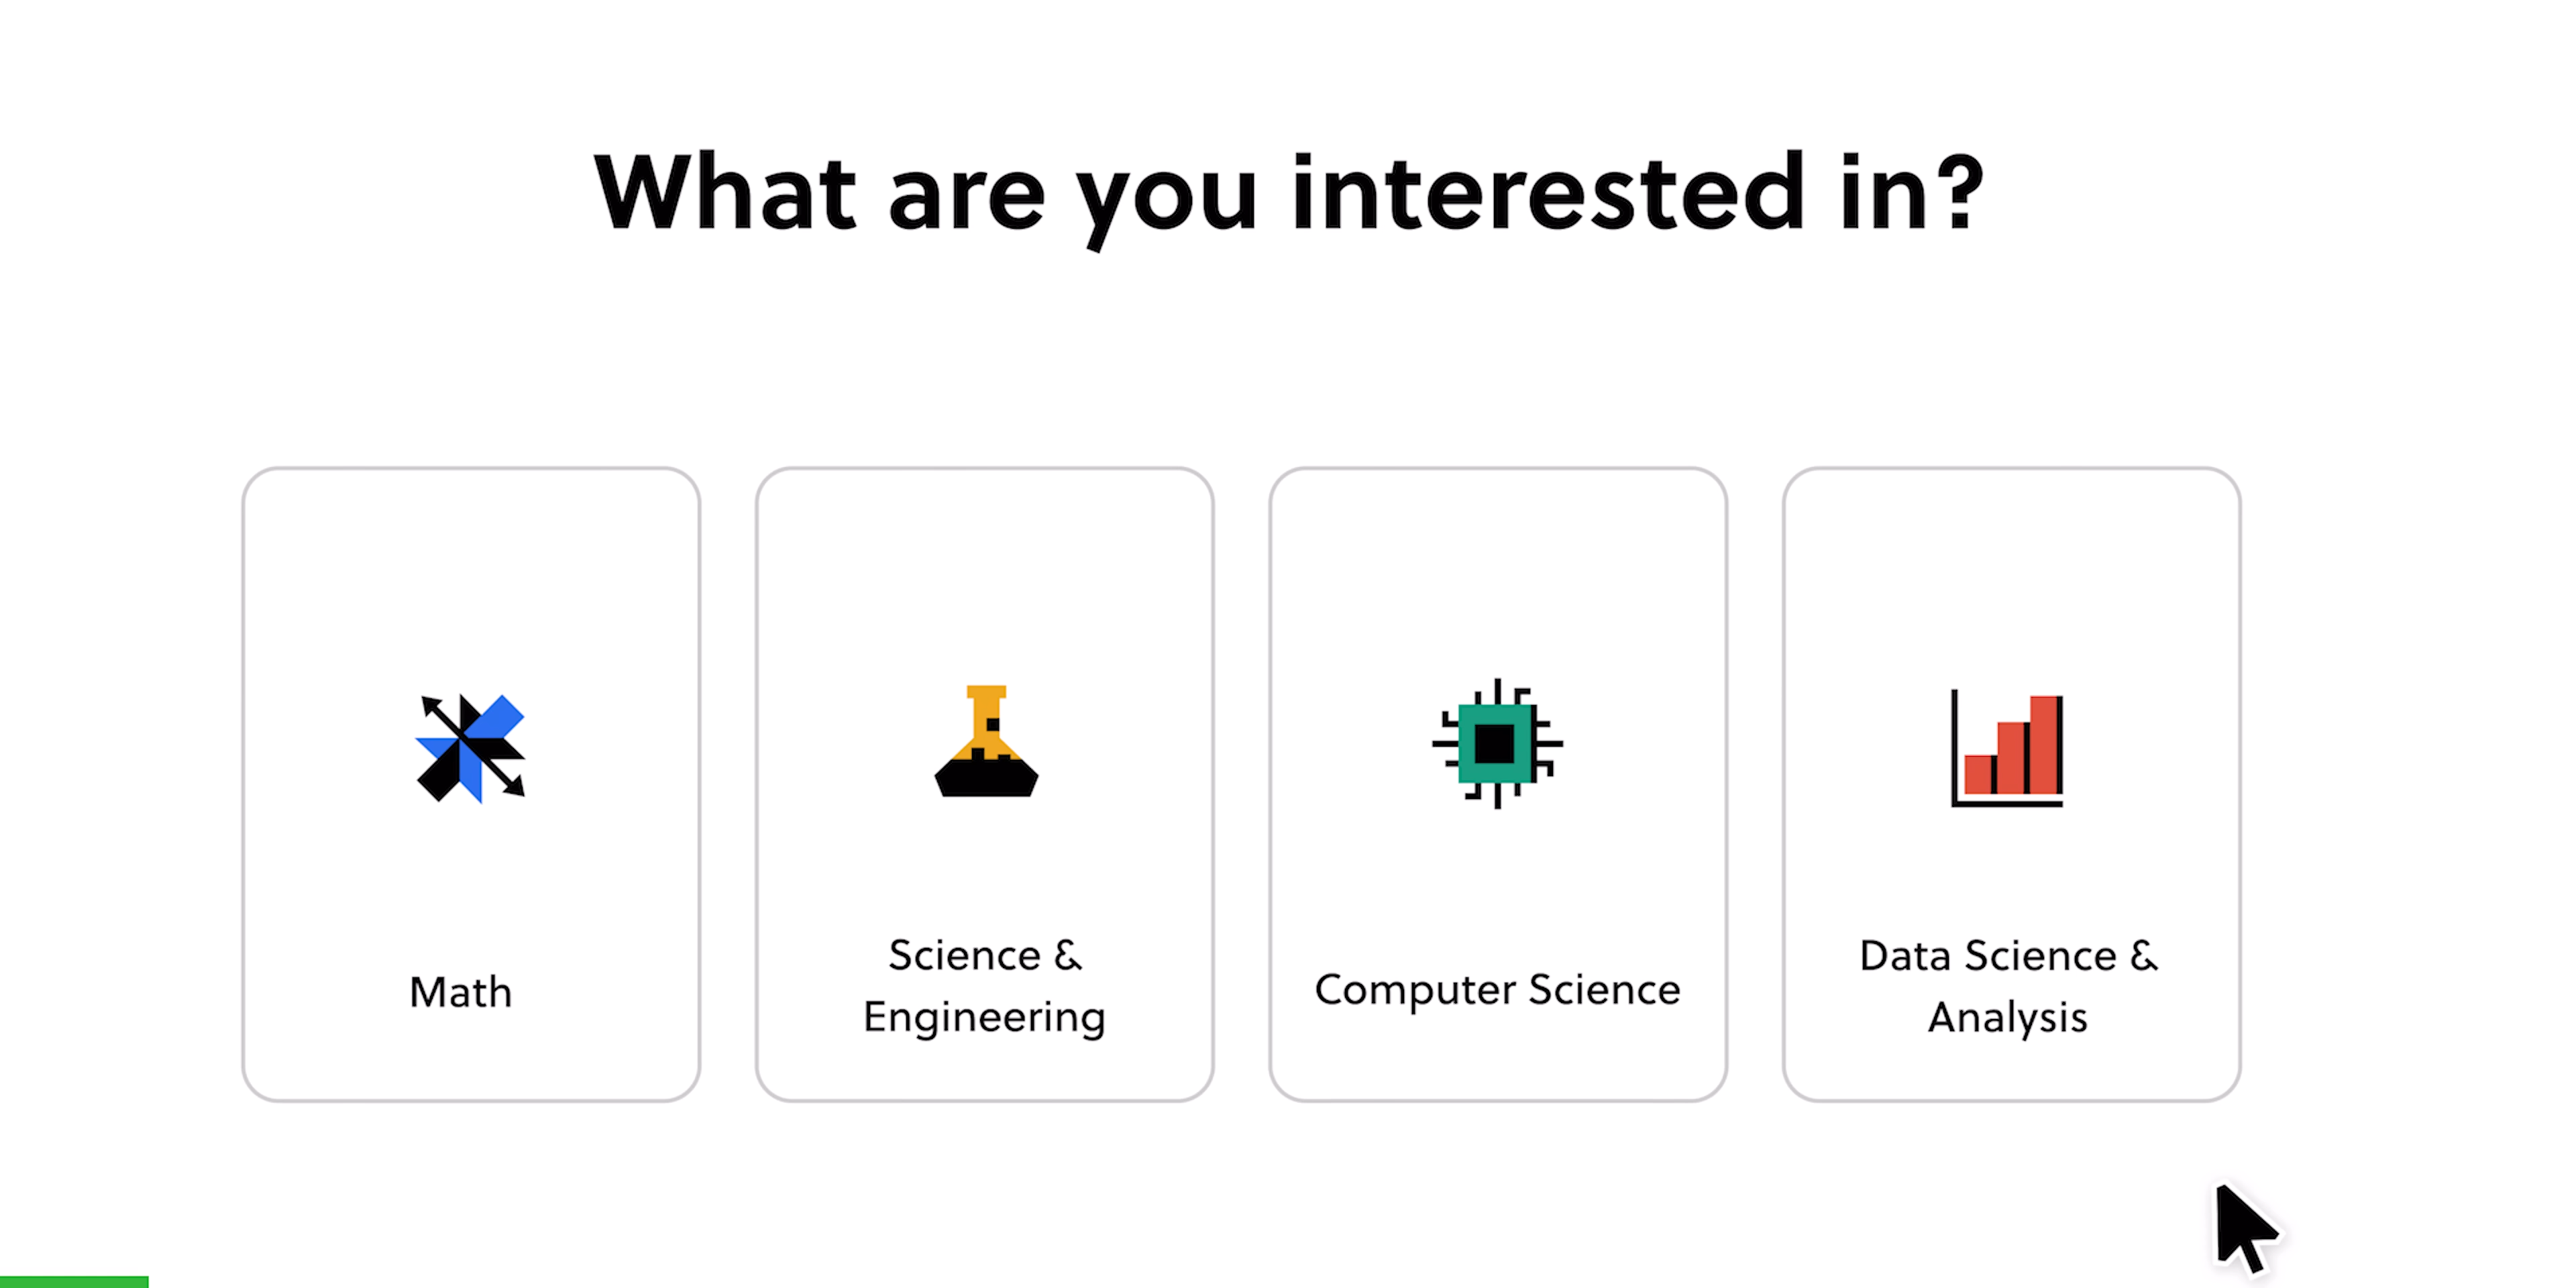 What are you interested in?
Math
Science &
Engineering
Computer Science
Data Science &
Analysis